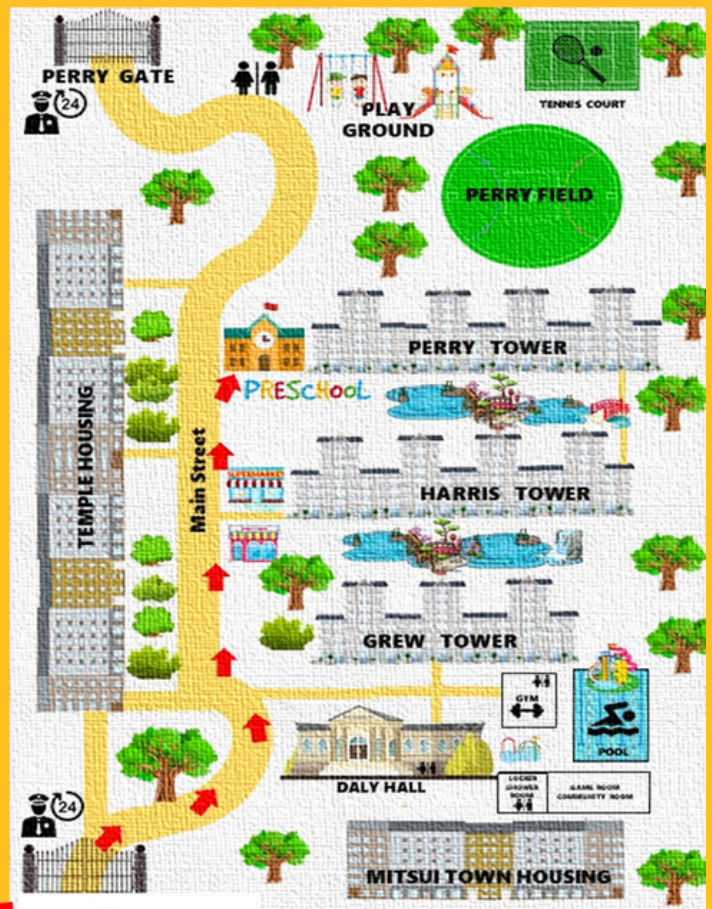 PERRY GATE
24
PLAY
GROUND
TENNIS COURT
PERRY FIELD
PERRY TOWER
PRESCHOOL
TEMPLE HOUSING
Main Street
SUPERMARKET
HARRIS TOWER
GREW TOWER
GYM
POOL
DALY HALL
24
LOCKER
SHOWER
ROOM
GAME ROOM
COMMUNITY ROOM
MITSUI TOWN HOUSING